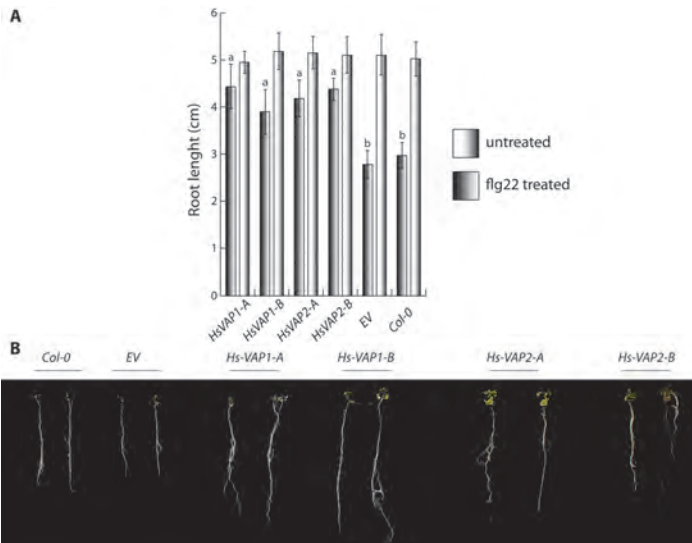 A
Root lenght (cm)
6
5
4
3
2
1
0
a
a
a
a
b
b
HsVAP1-A
HsVAP1-B
HsVAP2-A
HsVAP2-B
EV
Col-0
untreated
flg22 treated
B
Col-0 EV Hs-VAP1-A Hs-VAP1-B Hs-VAP2-A Hs-VAP2-B